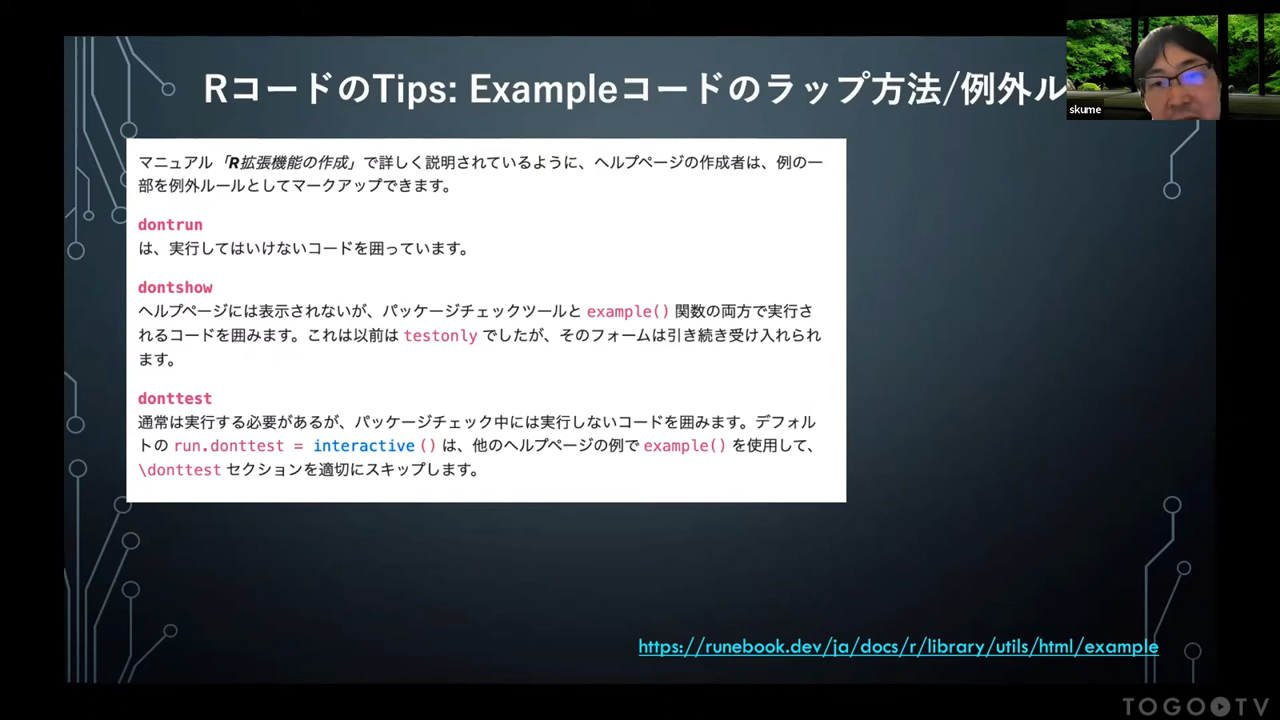 RコードのTips: Exampleコードのラップ方法/例外ル
skume
マニュアル「R拡張機能の作成」で詳しく説明されているように、ヘルプページの作成者は、例の一
部を例外ルールとしてマークアップできます。
dontrun
は、実行してはいけないコードを囲っています。
dontshow
ヘルプページには表示されないが、パッケージチェックツールと example() 関数の両方で実行さ
れるコードを囲みます。これは以前は testonly でしたが、そのフォームは引き続き受け入れられ
ます。
donttest
通常は実行する必要があるが、パッケージチェック中には実行しないコードを囲みます。デフォル
トの run.donttest = interactive () は、他のヘルプページの例で example() を使用して、
\donttest セクションを適切にスキップします。
https://runebook.dev/ja/docs/r/library/utils/html/example
TOGO TV